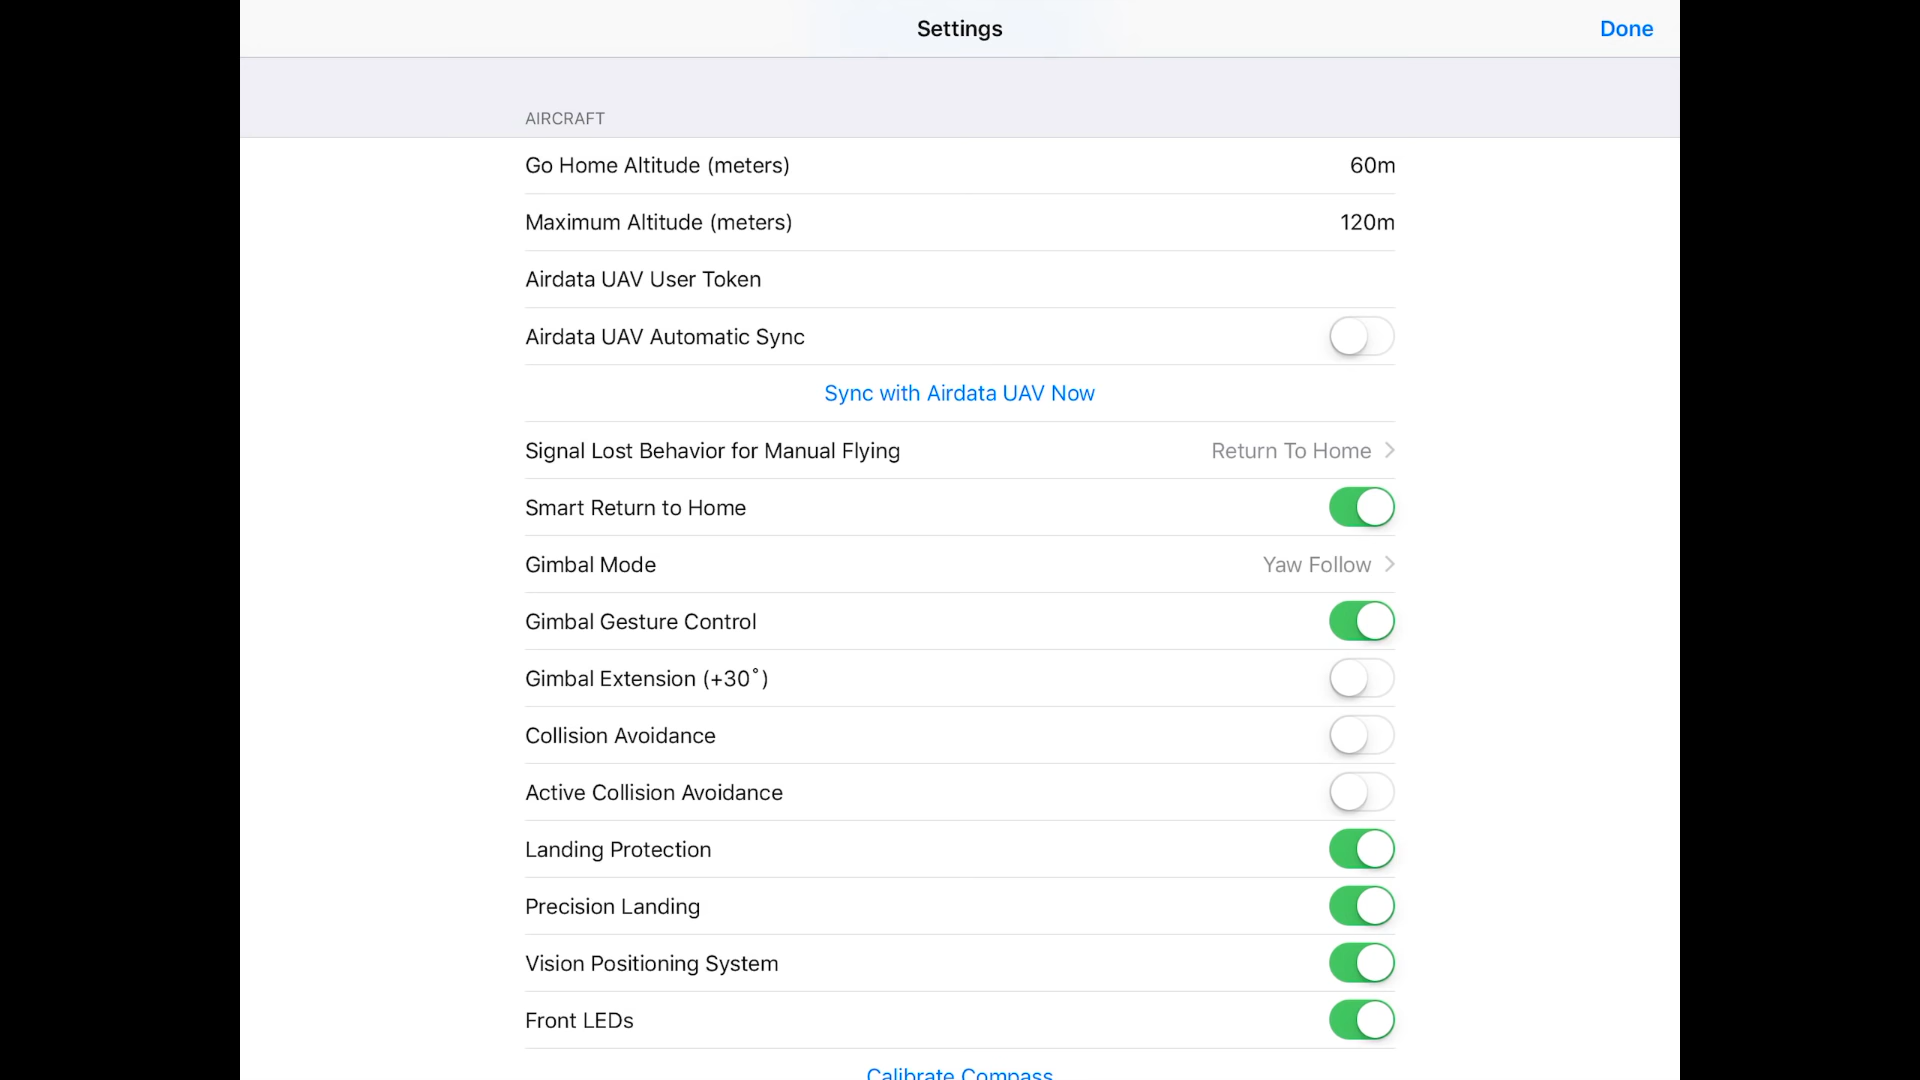 Settings
Done
AIRCRAFT
Go Home Altitude (meters) 60m
Maximum Altitude (meters) 120m
Airdata UAV User Token
Airdata UAV Automatic Sync
Sync with Airdata UAV Now
Signal Lost Behavior for Manual Flying Return To Home
Smart Return to Home
Gimbal Mode Yaw Follow
Gimbal Gesture Control
Gimbal Extension (+30˚)
Collision Avoidance
Active Collision Avoidance
Landing Protection
Precision Landing
Vision Positioning System
Front LEDs
Calibrate Compass